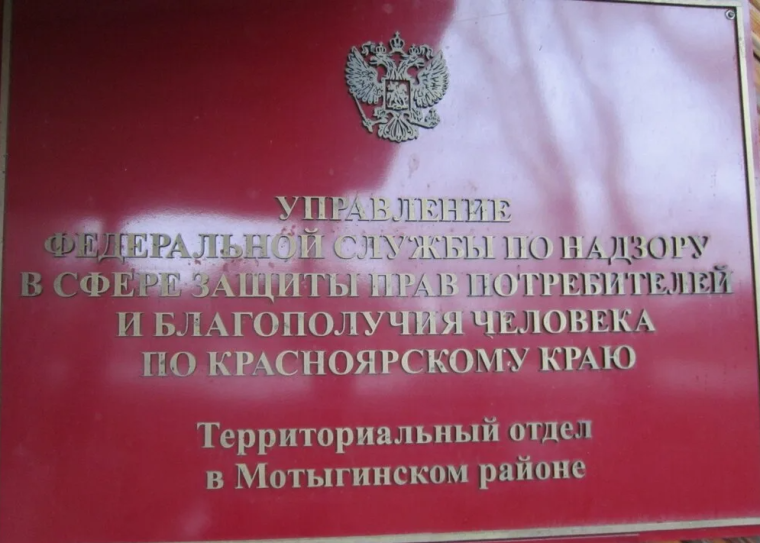 УПРАВЛЕНИЕ
ФЕДЕРАЛЬНОЙ СЛУЖБЫ ПО НАДЗОРУ
В СФЕРЕ ЗАЩИТЫ ПРАВ ПОТРЕБИТЕЛЕЙ
И БЛАГОПОЛУЧИЯ ЧЕЛОВЕКА
ПО КРАСНОЯРСКОМУ КРАЮ
Территориальный отдел
в Мотыгинском районе